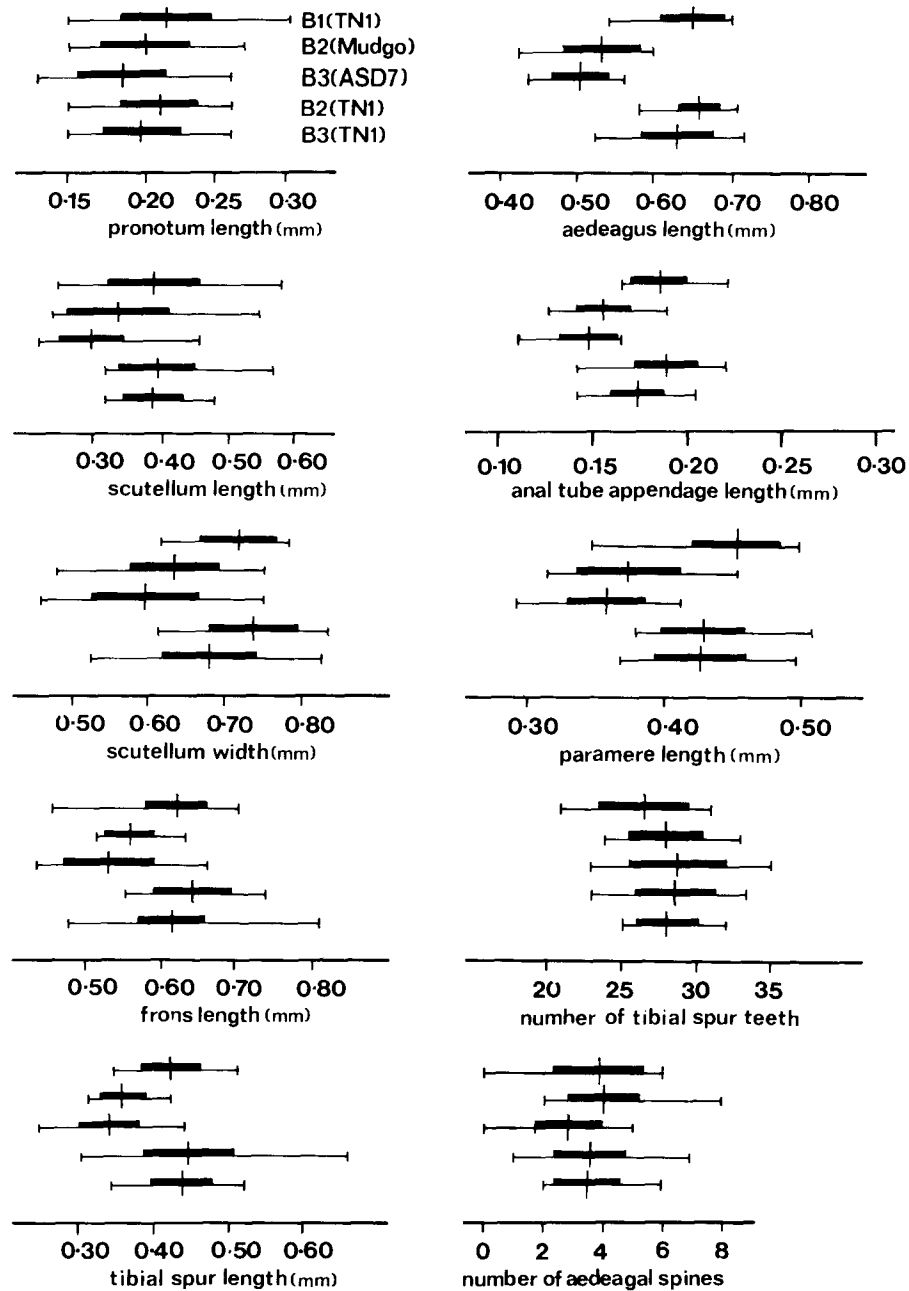 B1(TN1)
B2(Mudgo)
B3(ASD7)
B2(TN1)
B3(TN1)
0·15 0·20 0·25 0·30
pronotum length (mm)
0·40 0·50 0·60 0·70 0·80
aedeagus length (mm)
0·30 0·40 0·50 0·60
scutellum length (mm)
0·10 0·15 0·20 0·25 0·30
anal tube appendage length (mm)
0·50 0·60 0·70 0·80
scutellum width (mm)
0·30 0·40 0·50
paramere length (mm)
0·50 0·60 0·70 0·80
frons length (mm)
20 25 30 35
number of tibial spur teeth
0·30 0·40 0·50 0·60
tibial spur length (mm)
0 2 4 6 8
number of aedeagal spines